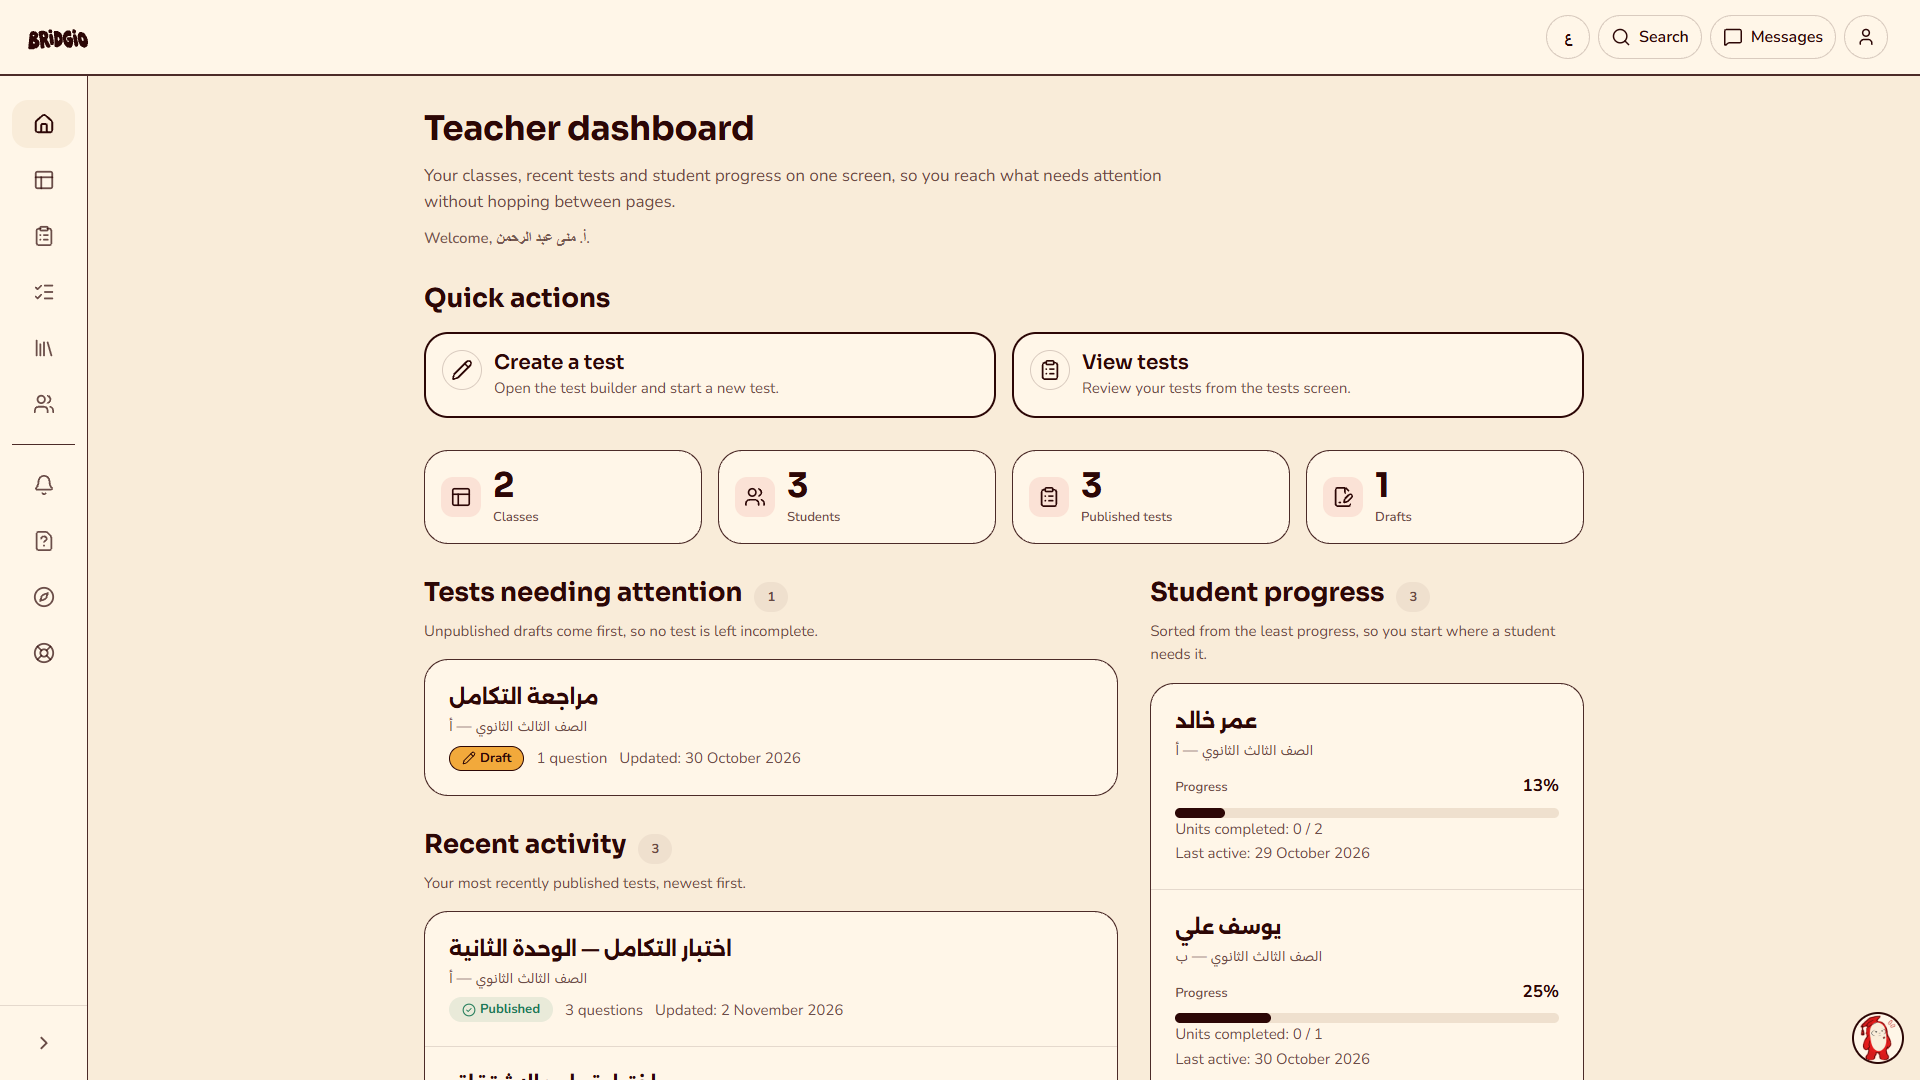 BRiDGiO
ع
Search
Messages
Teacher dashboard
Your classes, recent tests and student progress on one screen, so you reach what needs attention
without hopping between pages.
Welcome, أ. منى عبد الرحمن.
Quick actions
Create a test
Open the test builder and start a new test.
View tests
Review your tests from the tests screen.
2
Classes
3
Students
3
Published tests
1
Drafts
Tests needing attention 1
Unpublished drafts come first, so no test is left incomplete.
مراجعة التكامل
الصف الثالث الثانوي — أ
Draft 1 question Updated: 30 October 2026
Recent activity 3
Your most recently published tests, newest first.
اختبار التكامل — الوحدة الثانية
الصف الثالث الثانوي — أ
Published 3 questions Updated: 2 November 2026
Student progress 3
Sorted from the least progress, so you start where a student
needs it.
عمر خالد
الصف الثالث الثانوي — أ
Progress 13%
Units completed: 0 / 2
Last active: 29 October 2026
يوسف علي
الصف الثالث الثانوي — ب
Progress 25%
Units completed: 0 / 1
Last active: 30 October 2026